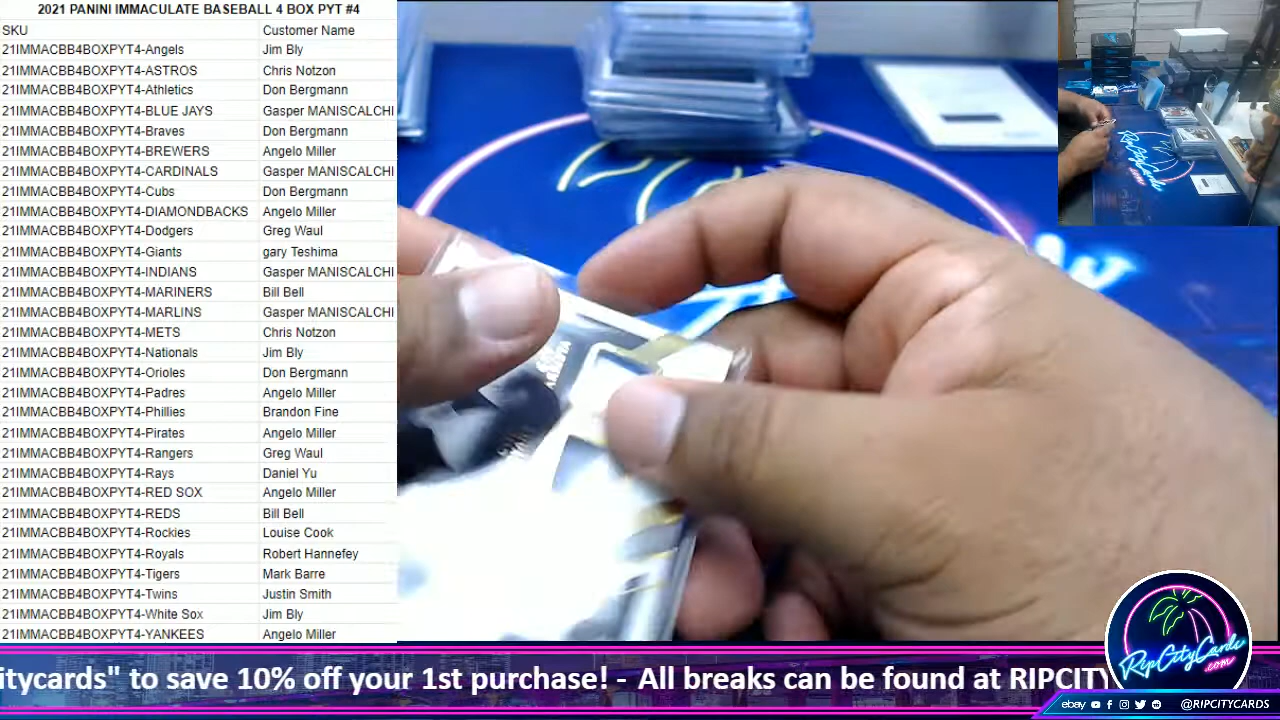 2021 PANINI IMMACULATE BASEBALL 4 BOX PYT #4
SKU Customer Name
21IMMACBB4BOXPYT4-Angels Jim Bly
21IMMACBB4BOXPYT4-ASTROS Chris Notzon
21IMMACBB4BOXPYT4-Athletics Don Bergmann
21IMMACBB4BOXPYT4-BLUE JAYS Gasper MANISCALCHI
21IMMACBB4BOXPYT4-Braves Don Bergmann
21IMMACBB4BOXPYT4-BREWERS Angelo Miller
21IMMACBB4BOXPYT4-CARDINALS Gasper MANISCALCHI
21IMMACBB4BOXPYT4-Cubs Don Bergmann
21IMMACBB4BOXPYT4-DIAMONDBACKS Angelo Miller
21IMMACBB4BOXPYT4-Dodgers Greg Waul
21IMMACBB4BOXPYT4-Giants gary Teshima
21IMMACBB4BOXPYT4-INDIANS Gasper MANISCALCHI
21IMMACBB4BOXPYT4-MARINERS Bill Bell
21IMMACBB4BOXPYT4-MARLINS Gasper MANISCALCHI
21IMMACBB4BOXPYT4-METS Chris Notzon
21IMMACBB4BOXPYT4-Nationals Jim Bly
21IMMACBB4BOXPYT4-Orioles Don Bergmann
21IMMACBB4BOXPYT4-Padres Angelo Miller
21IMMACBB4BOXPYT4-Phillies Brandon Fine
21IMMACBB4BOXPYT4-Pirates Angelo Miller
21IMMACBB4BOXPYT4-Rangers Greg Waul
21IMMACBB4BOXPYT4-Rays Daniel Yu
21IMMACBB4BOXPYT4-RED SOX Angelo Miller
21IMMACBB4BOXPYT4-REDS Bill Bell
21IMMACBB4BOXPYT4-Rockies Louise Cook
21IMMACBB4BOXPYT4-Royals Robert Hannefey
21IMMACBB4BOXPYT4-Tigers Mark Barre
21IMMACBB4BOXPYT4-Twins Justin Smith
21IMMACBB4BOXPYT4-White Sox Jim Bly
21IMMACBB4BOXPYT4-YANKEES Angelo Miller
itycards" to save 10% off your 1st purchase! - All breaks can be found at RIPCITY
RipCityCards
.com
ebay @RIPCITYCARDS